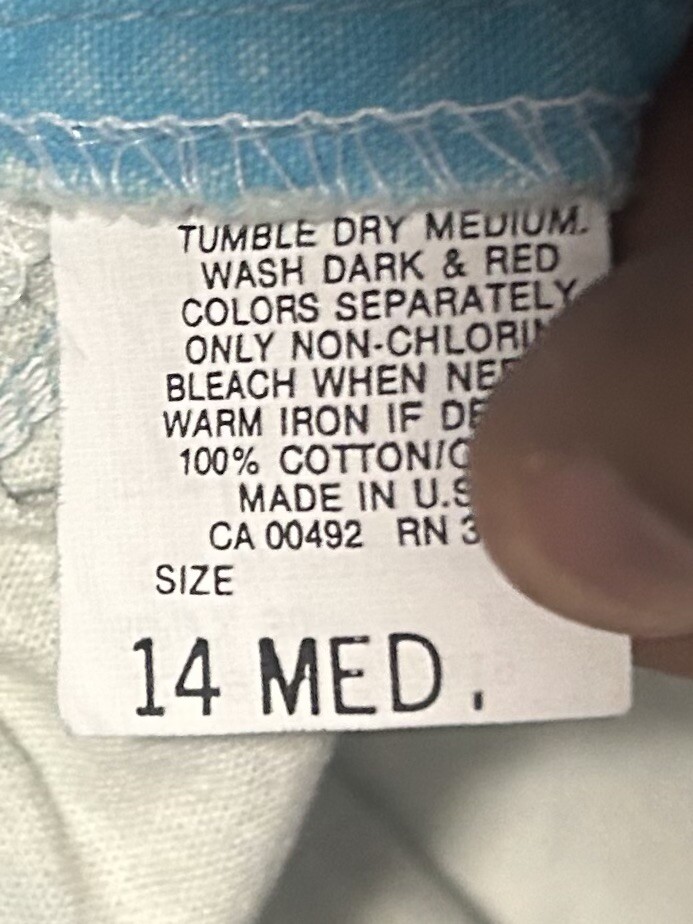 TUMBLE DRY MEDIUM.
WASH DARK & RED
COLORS SEPARATELY
ONLY NON-CHLORIN
BLEACH WHEN NE
WARM IRON IF DE
100% COTTON/C
MADE IN U.S
CA 00492 RN 3
SIZE
14 MED.